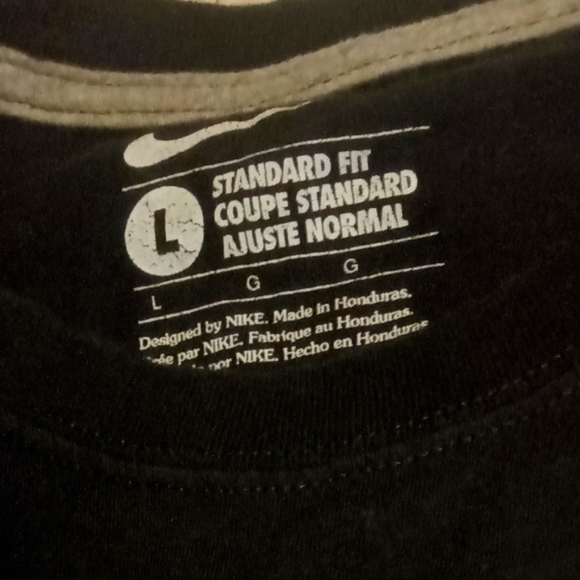 STANDARD FIT
L COUPE STANDARD
AJUSTE NORMAL
L G G
Designed by NIKE. Made in Honduras.
par NIKE. Fabrique au Honduras.
por NIKE. Hecho en Honduras